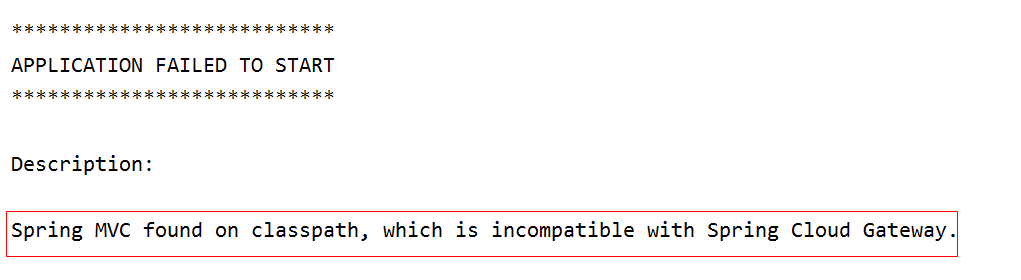 ***************************
APPLICATION FAILED TO START
***************************
Description:
Spring MVC found on classpath, which is incompatible with Spring Cloud Gateway.